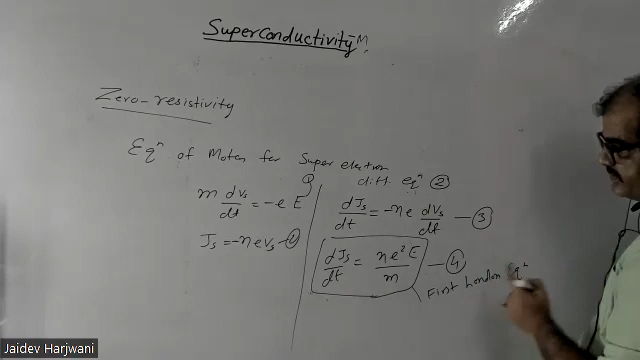 Superconductivity
Zero-resistivity
Eqⁿ of Motion for Super electron
m dvs/dt = -e E
Js = -nevs
diff. eqⁿ ②
dJs/dt = -ne dvs/dt — ③
dJs/dt = ne²E/m — ④
First London Eqⁿ
Jaidev Harjwani